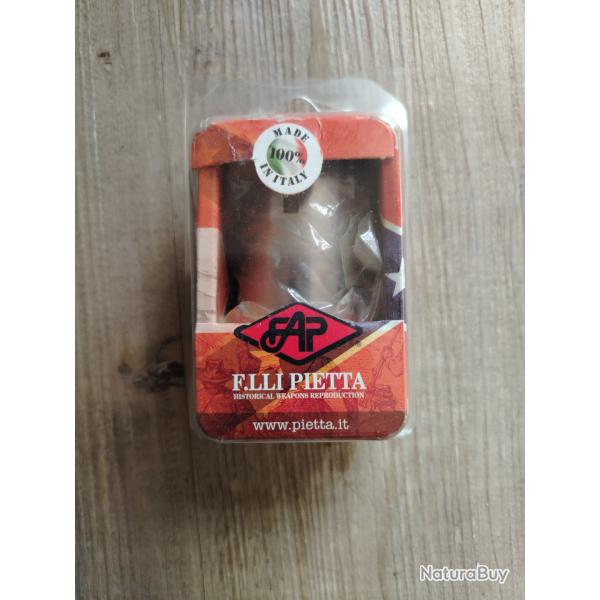 MADE
100%
IN ITALY
FAP
F.LLI PIETTA
HISTORICAL WEAPONS REPRODUCTION
www.pietta.it
NaturaBuy